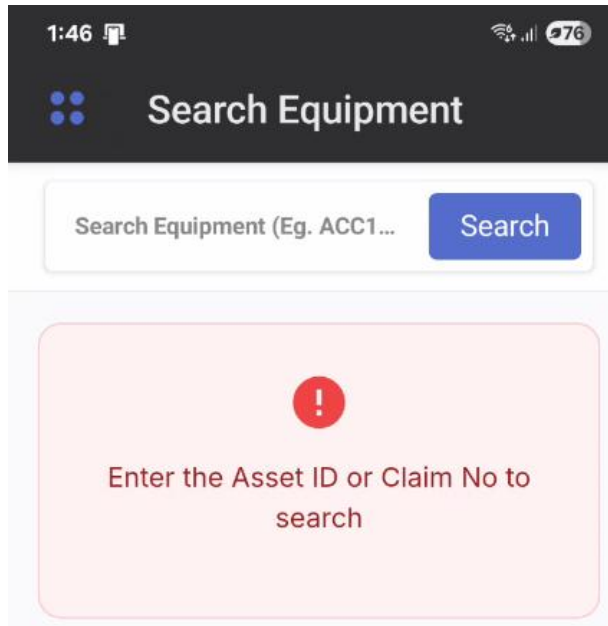 1:46 76
Search Equipment
Search Equipment (Eg. ACC1... Search
Enter the Asset ID or Claim No to
search